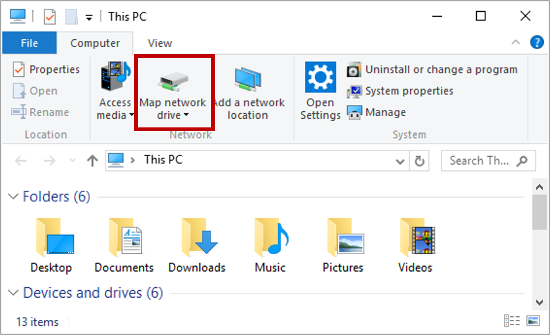 This PC
File
Computer
View
Properties
Open
Rename
Location
Access
media
Map network
drive
Add a network
location
Network
Open
Settings
Uninstall or change a program
System properties
Manage
System
This PC
Search Th...
Folders (6)
Desktop
Documents
Downloads
Music
Pictures
Videos
Devices and drives (6)
13 items